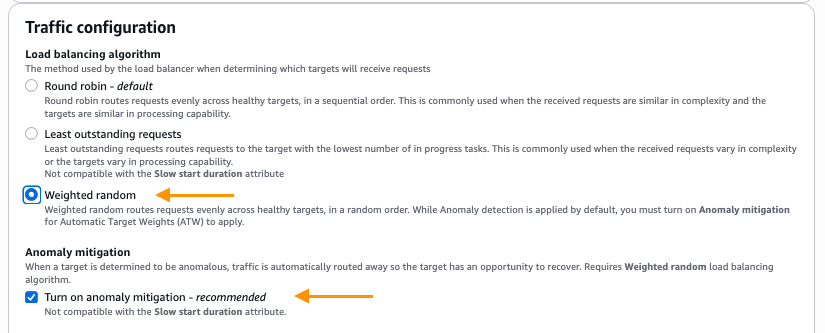 Traffic configuration
Load balancing algorithm
The method used by the load balancer when determining which targets will receive requests
Round robin - default
Round robin routes requests evenly across healthy targets, in a sequential order. This is commonly used when the received requests are similar in complexity and the
targets are similar in processing capability.
Least outstanding requests
Least outstanding requests routes requests to the target with the lowest number of in progress tasks. This is commonly used when the received requests vary in complexity
or the targets vary in processing capability.
Not compatible with the Slow start duration attribute
Weighted random
Weighted random routes requests evenly across healthy targets, in a random order. While Anomaly detection is applied by default, you must turn on Anomaly mitigation
for Automatic Target Weights (ATW) to apply.
Anomaly mitigation
When a target is determined to be anomalous, traffic is automatically routed away so the target has an opportunity to recover. Requires Weighted random load balancing
algorithm.
Turn on anomaly mitigation - recommended
Not compatible with the Slow start duration attribute.